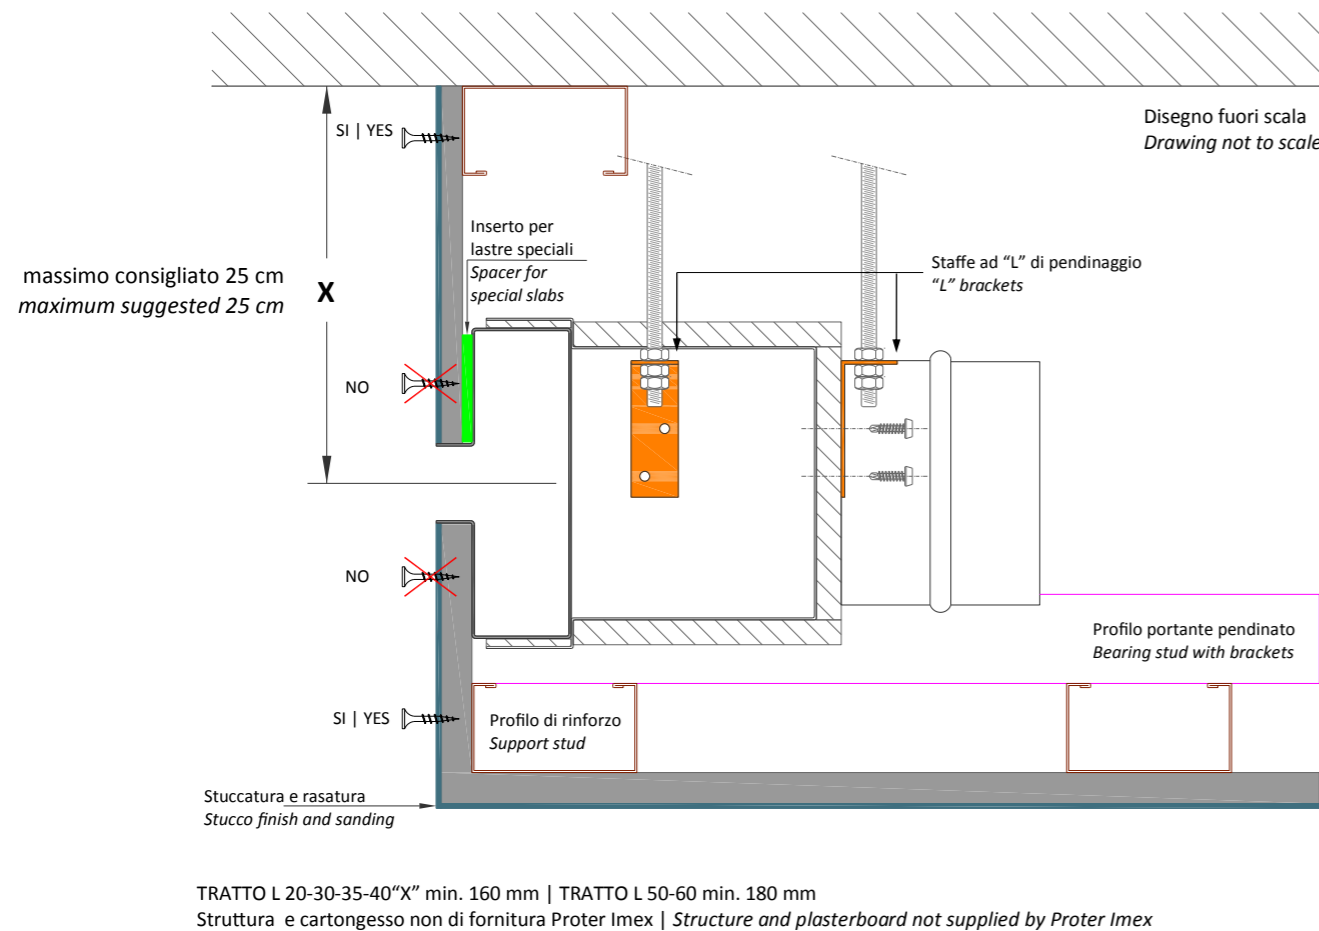 Disegno fuori scala
Drawing not to scale
SI | YES
Inserto per
lastre speciali
Spacer for
special slabs
Staffe ad “L” di pendinaggio
“L” brackets
massimo consigliato 25 cm
maximum suggested 25 cm
X
NO
NO
Profilo portante pendinato
Bearing stud with brackets
SI | YES
Profilo di rinforzo
Support stud
Stuccatura e rasatura
Stucco finish and sanding
TRATTO L 20-30-35-40“X” min. 160 mm | TRATTO L 50-60 min. 180 mm
Struttura e cartongesso non di fornitura Proter Imex | Structure and plasterboard not supplied by Proter Imex